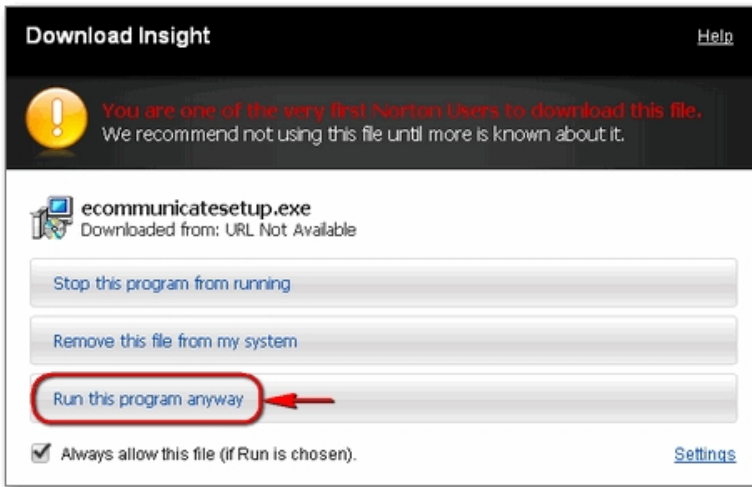 Download Insight
Help
You are one of the very first Norton Users to download this file.
We recommend not using this file until more is known about it.
ecommunicatesetup.exe
Downloaded from: URL Not Available
Stop this program from running
Remove this file from my system
Run this program anyway
Always allow this file (if Run is chosen).
Settings